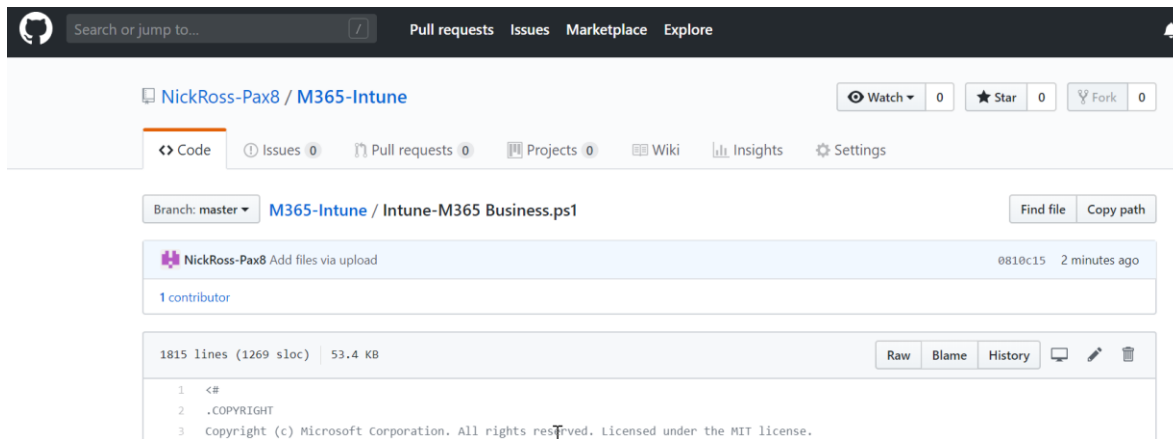 Search or jump to... / Pull requests Issues Marketplace Explore
NickRoss-Pax8 / M365-Intune
Watch 0 Star 0 Fork 0
Code Issues 0 Pull requests 0 Projects 0 Wiki Insights Settings
Branch: master M365-Intune / Intune-M365 Business.ps1 Find file Copy path
NickRoss-Pax8 Add files via upload 0810c15 2 minutes ago
1 contributor
1815 lines (1269 sloc) 53.4 KB Raw Blame History
1 <#
2 .COPYRIGHT
3 Copyright (c) Microsoft Corporation. All rights reserved. Licensed under the MIT license.